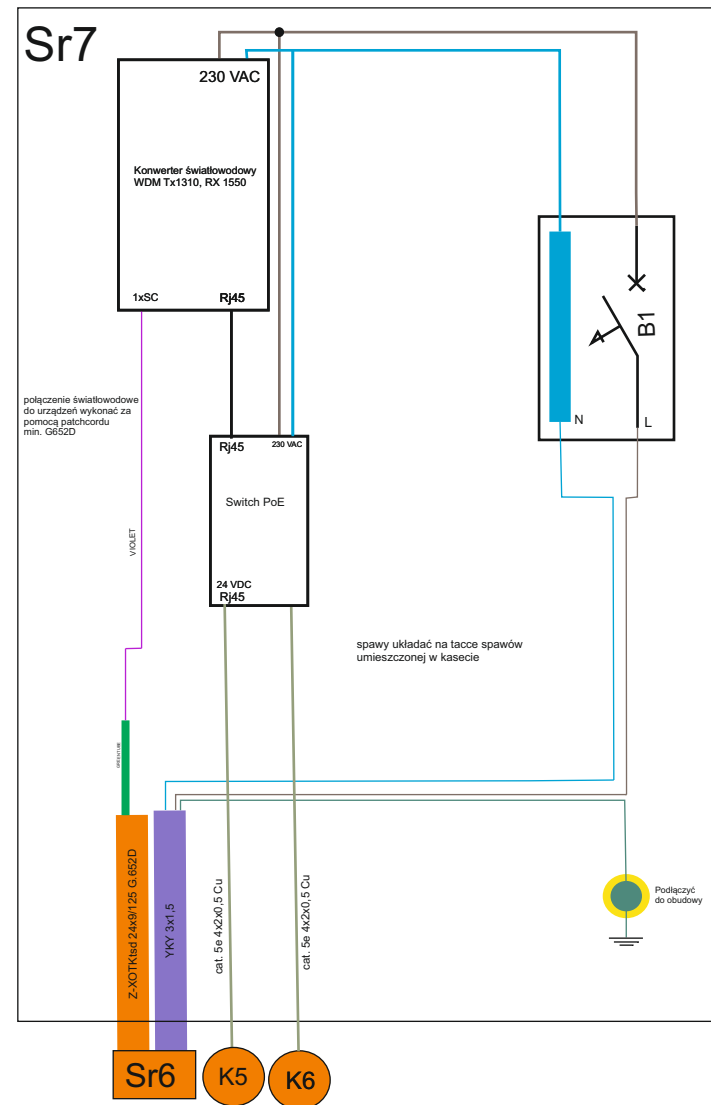 Sr7
230 VAC
Konwerter światłowodowy
WDM Tx1310, RX 1550
1xSC
Rj45
B1
N
L
połączenie światłowodowe
do urządzeń wykonać za
pomocą patchcordu
min. G652D
Rj45
230 VAC
Switch PoE
24 VDC
Rj45
VIOLET
spawy układać na tacce spawów
umieszczonej w kasecie
GREEN TUBE
Z-XOTKtsd 24x9/125 G.652D
YKY 3x1,5
cat. 5e 4x2x0,5 Cu
cat. 5e 4x2x0,5 Cu
Podłączyć
do obudowy
Sr6
K5
K6